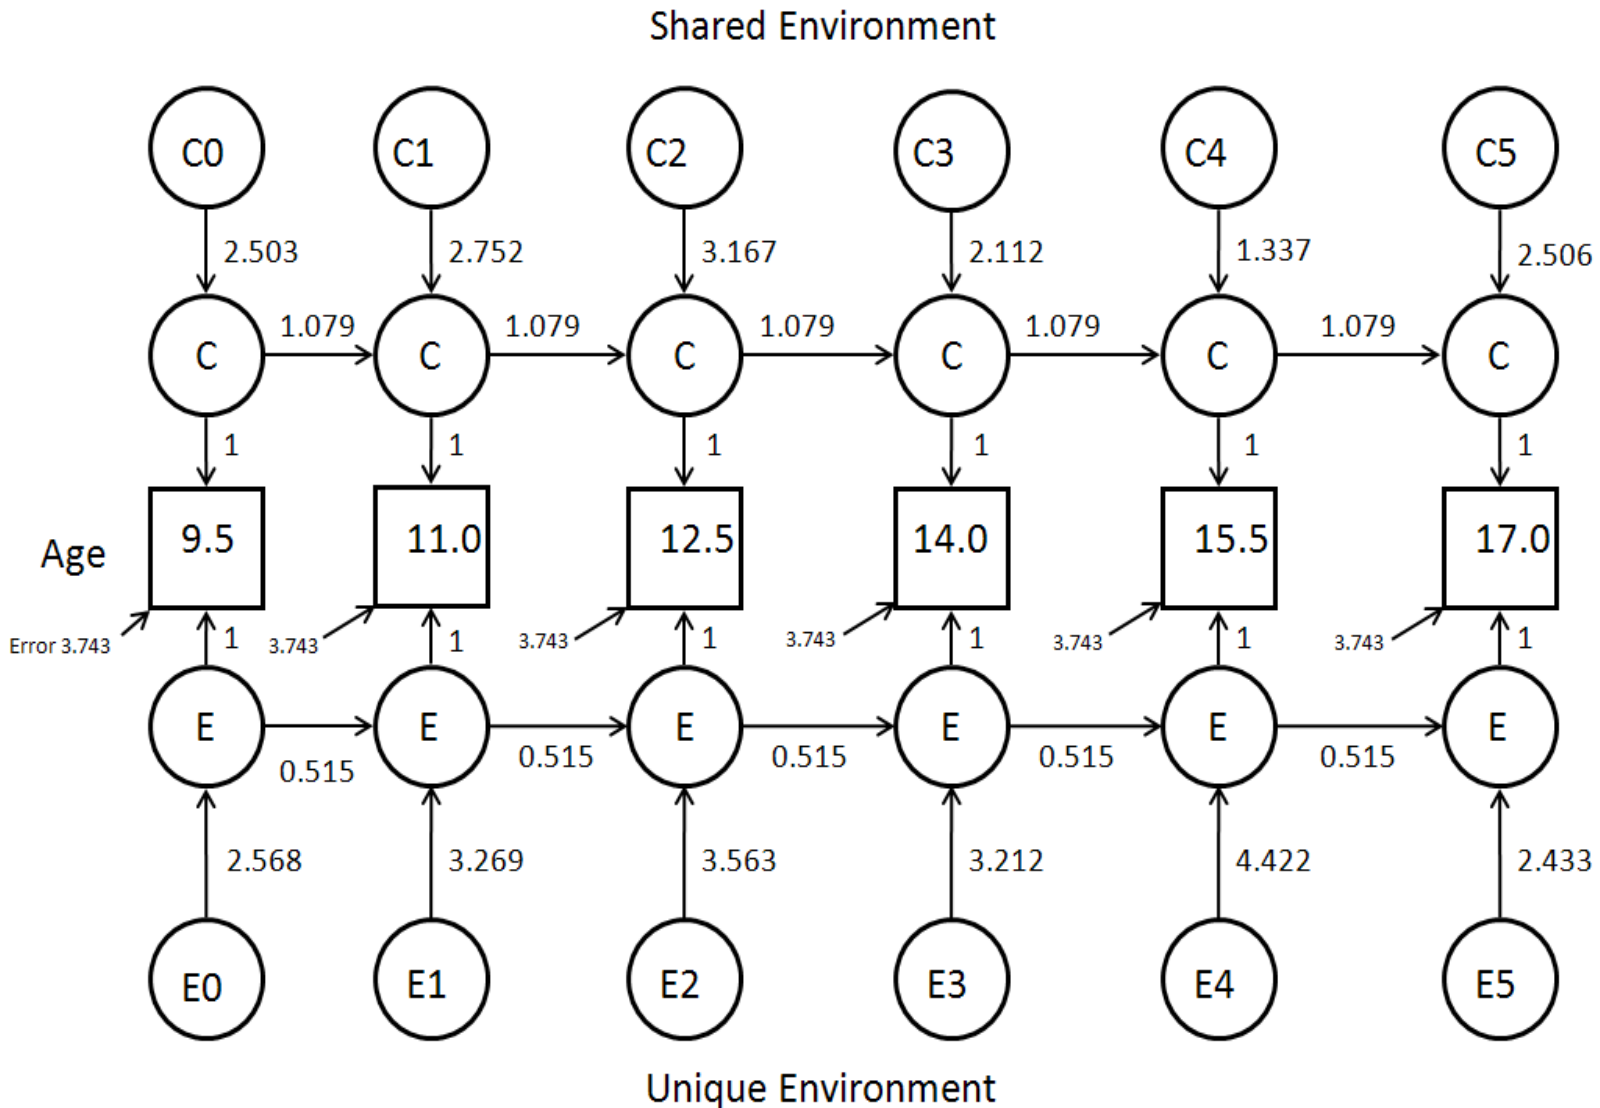 Shared Environment
C0 C1 C2 C3 C4 C5
2.503 2.752 3.167 2.112 1.337 2.506
1.079 1.079 1.079 1.079 1.079
C C C C C C
1 1 1 1 1 1
Age 9.5 11.0 12.5 14.0 15.5 17.0
Error 3.743 3.743 3.743 3.743 3.743 3.743
1 1 1 1 1 1
E E E E E E
0.515 0.515 0.515 0.515 0.515
2.568 3.269 3.563 3.212 4.422 2.433
E0 E1 E2 E3 E4 E5
Unique Environment